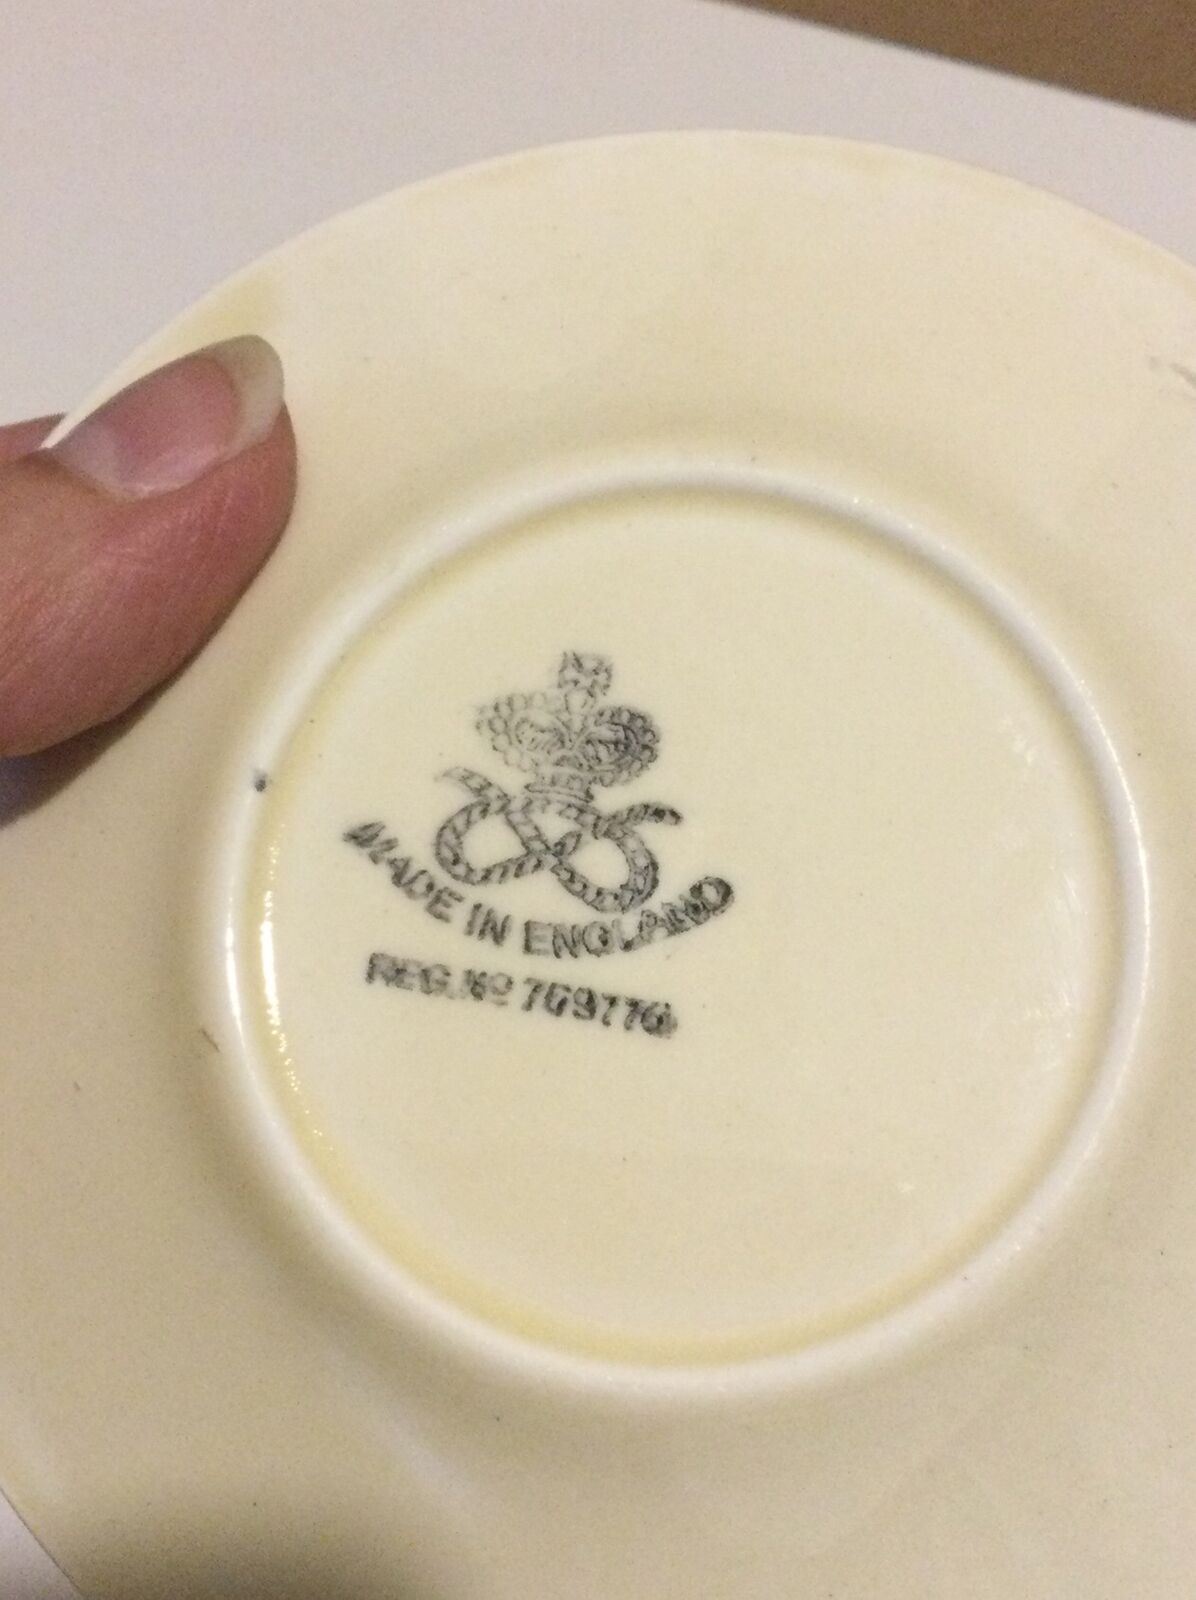 MADE IN ENGLAND
REG. Nº 769776